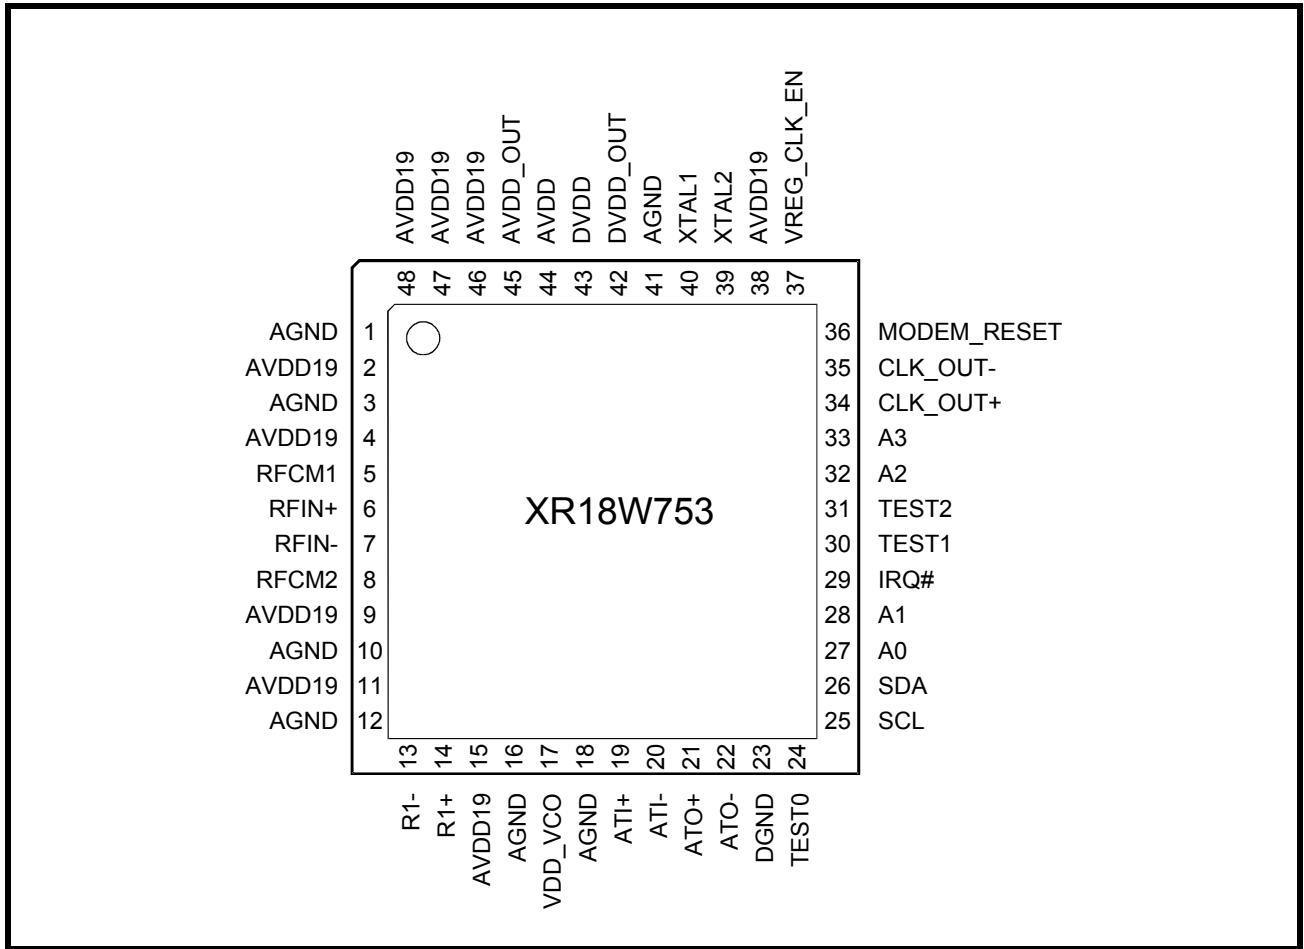 AVDD19
AVDD19
AVDD19
AVDD_OUT
AVDD
DVDD
DVDD_OUT
AGND
XTAL1
XTAL2
AVDD19
VREG_CLK_EN
48
47
46
45
44
43
42
41
40
39
38
37
AGND 1
AVDD19 2
AGND 3
AVDD19 4
RFCM1 5
RFIN+ 6
RFIN- 7
RFCM2 8
AVDD19 9
AGND 10
AVDD19 11
AGND 12
XR18W753
36 MODEM_RESET
35 CLK_OUT-
34 CLK_OUT+
33 A3
32 A2
31 TEST2
30 TEST1
29 IRQ#
28 A1
27 A0
26 SDA
25 SCL
13
14
15
16
17
18
19
20
21
22
23
24
R1-
R1+
AVDD19
AGND
VDD_VCO
AGND
ATI+
ATI-
ATO+
ATO-
DGND
TEST0